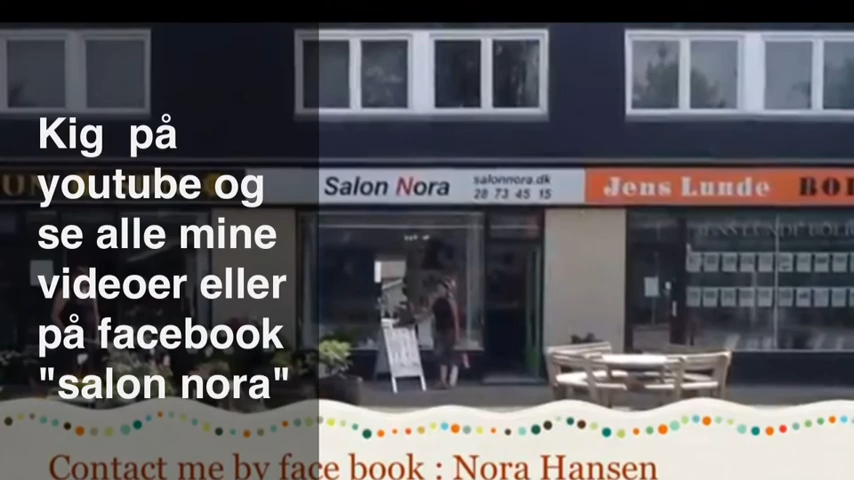 Kig på
youtube og
se alle mine
videoer eller
på facebook
"salon nora"
Salon Nora
salonnora.dk
28 73 45 15
Jens Lunde
Contact me by face book : Nora Hansen